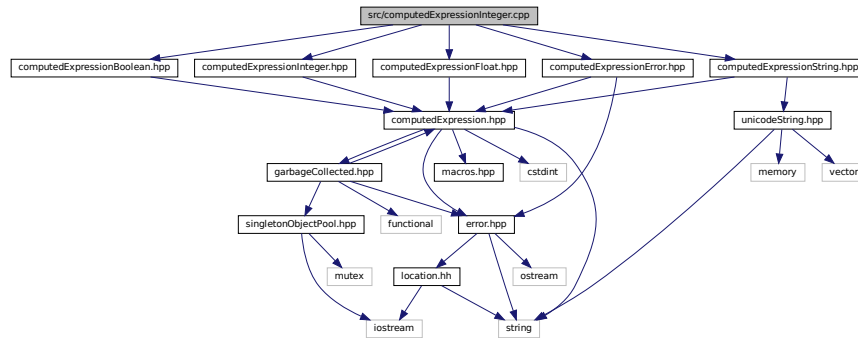 src/computedExpressionInteger.cpp
computedExpressionBoolean.hpp
computedExpressionInteger.hpp
computedExpressionFloat.hpp
computedExpressionError.hpp
computedExpressionString.hpp
computedExpression.hpp
unicodeString.hpp
garbageCollected.hpp
macros.hpp
cstdint
memory
vector
singletonObjectPool.hpp
functional
error.hpp
mutex
location.hh
ostream
iostream
string